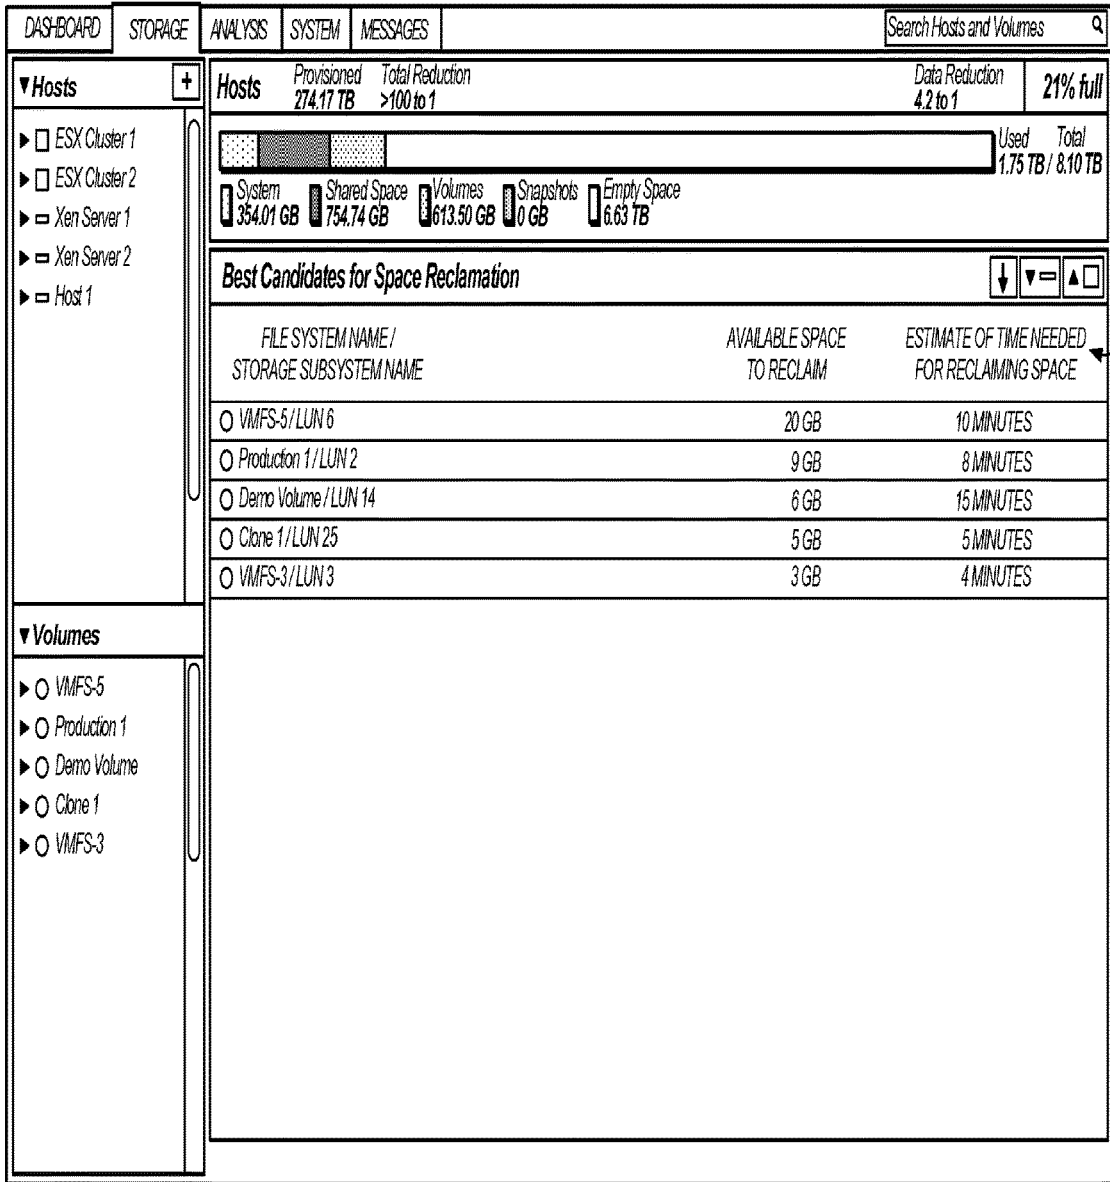 DASHBOARD STORAGE ANALYSIS SYSTEM MESSAGES Search Hosts and Volumes
Hosts +
ESX Cluster 1
ESX Cluster 2
Xen Server 1
Xen Server 2
Host 1
Volumes
VMFS-5
Production 1
Demo Volume
Clone 1
VMFS-3
Hosts Provisioned Total Reduction Data Reduction 21% full
274.17 TB >100 to 1 4.2 to 1
Used Total
1.75 TB / 8.10 TB
System Shared Space Volumes Snapshots Empty Space
354.01 GB 754.74 GB 613.50 GB 0 GB 6.63 TB
Best Candidates for Space Reclamation
FILE SYSTEM NAME / AVAILABLE SPACE ESTIMATE OF TIME NEEDED
STORAGE SUBSYSTEM NAME TO RECLAIM FOR RECLAIMING SPACE
VMFS-5 / LUN 6 20 GB 10 MINUTES
Production 1 / LUN 2 9 GB 8 MINUTES
Demo Volume / LUN 14 6 GB 15 MINUTES
Clone 1 / LUN 25 5 GB 5 MINUTES
VMFS-3 / LUN 3 3 GB 4 MINUTES